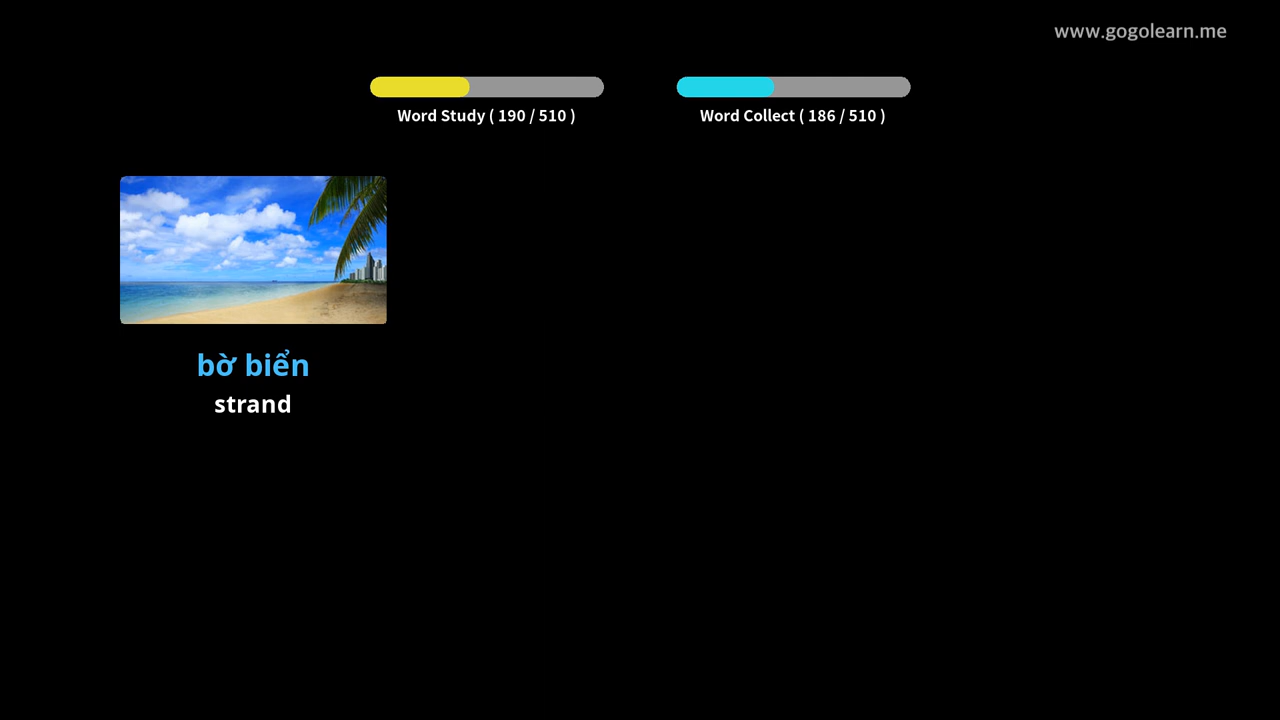 www.gogolearn.me
Word Study ( 190 / 510 )
Word Collect ( 186 / 510 )
bờ biển
strand